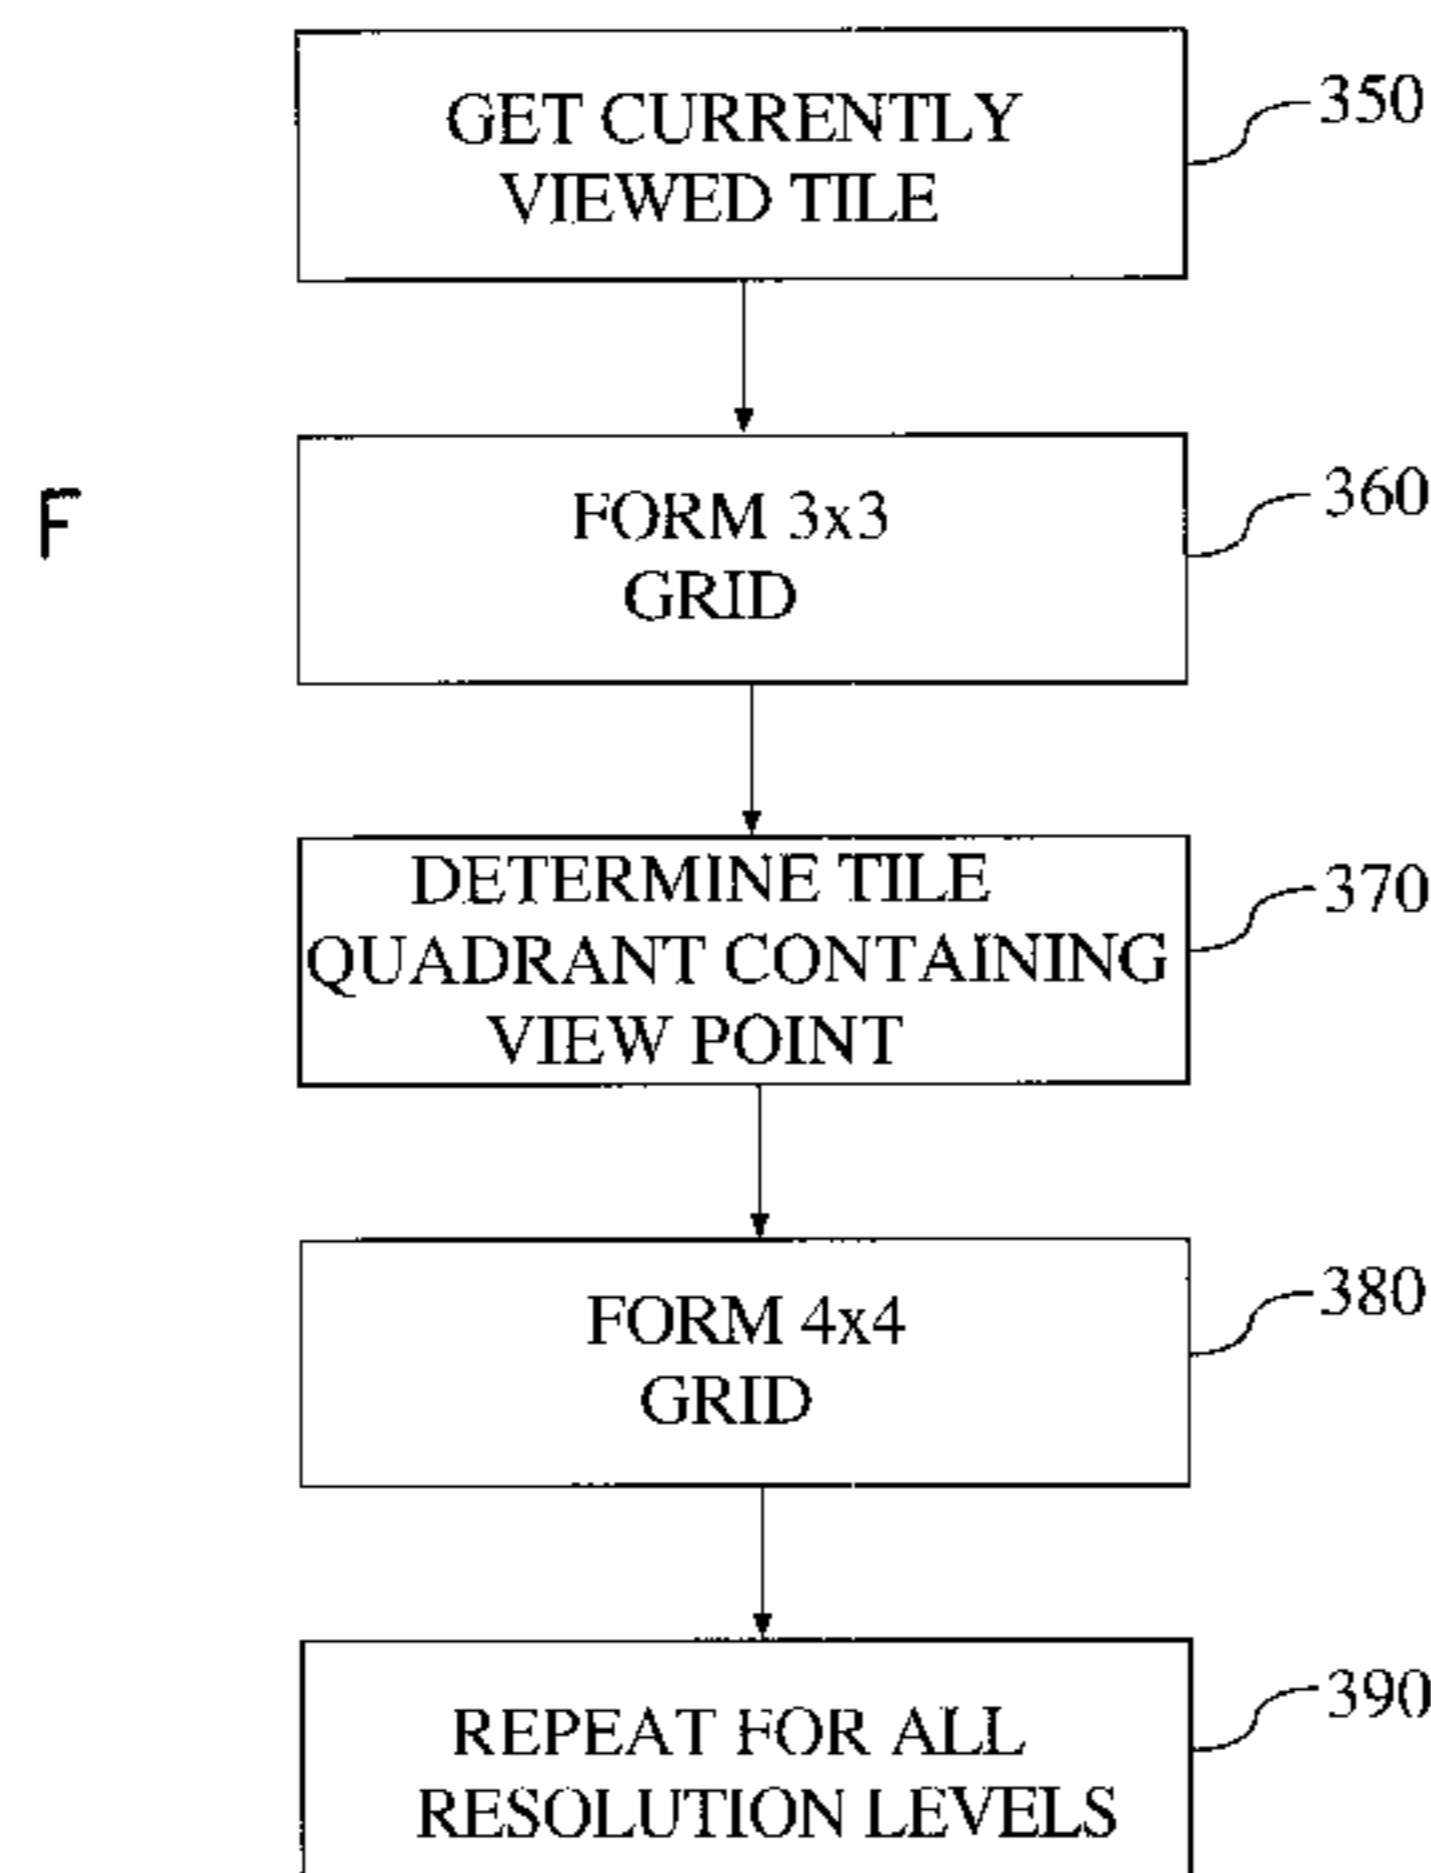 GET CURRENTLY
VIEWED TILE
350
F
FORM 3x3
GRID
360
DETERMINE TILE
QUADRANT CONTAINING
VIEW POINT
370
FORM 4x4
GRID
380
REPEAT FOR ALL
RESOLUTION LEVELS
390